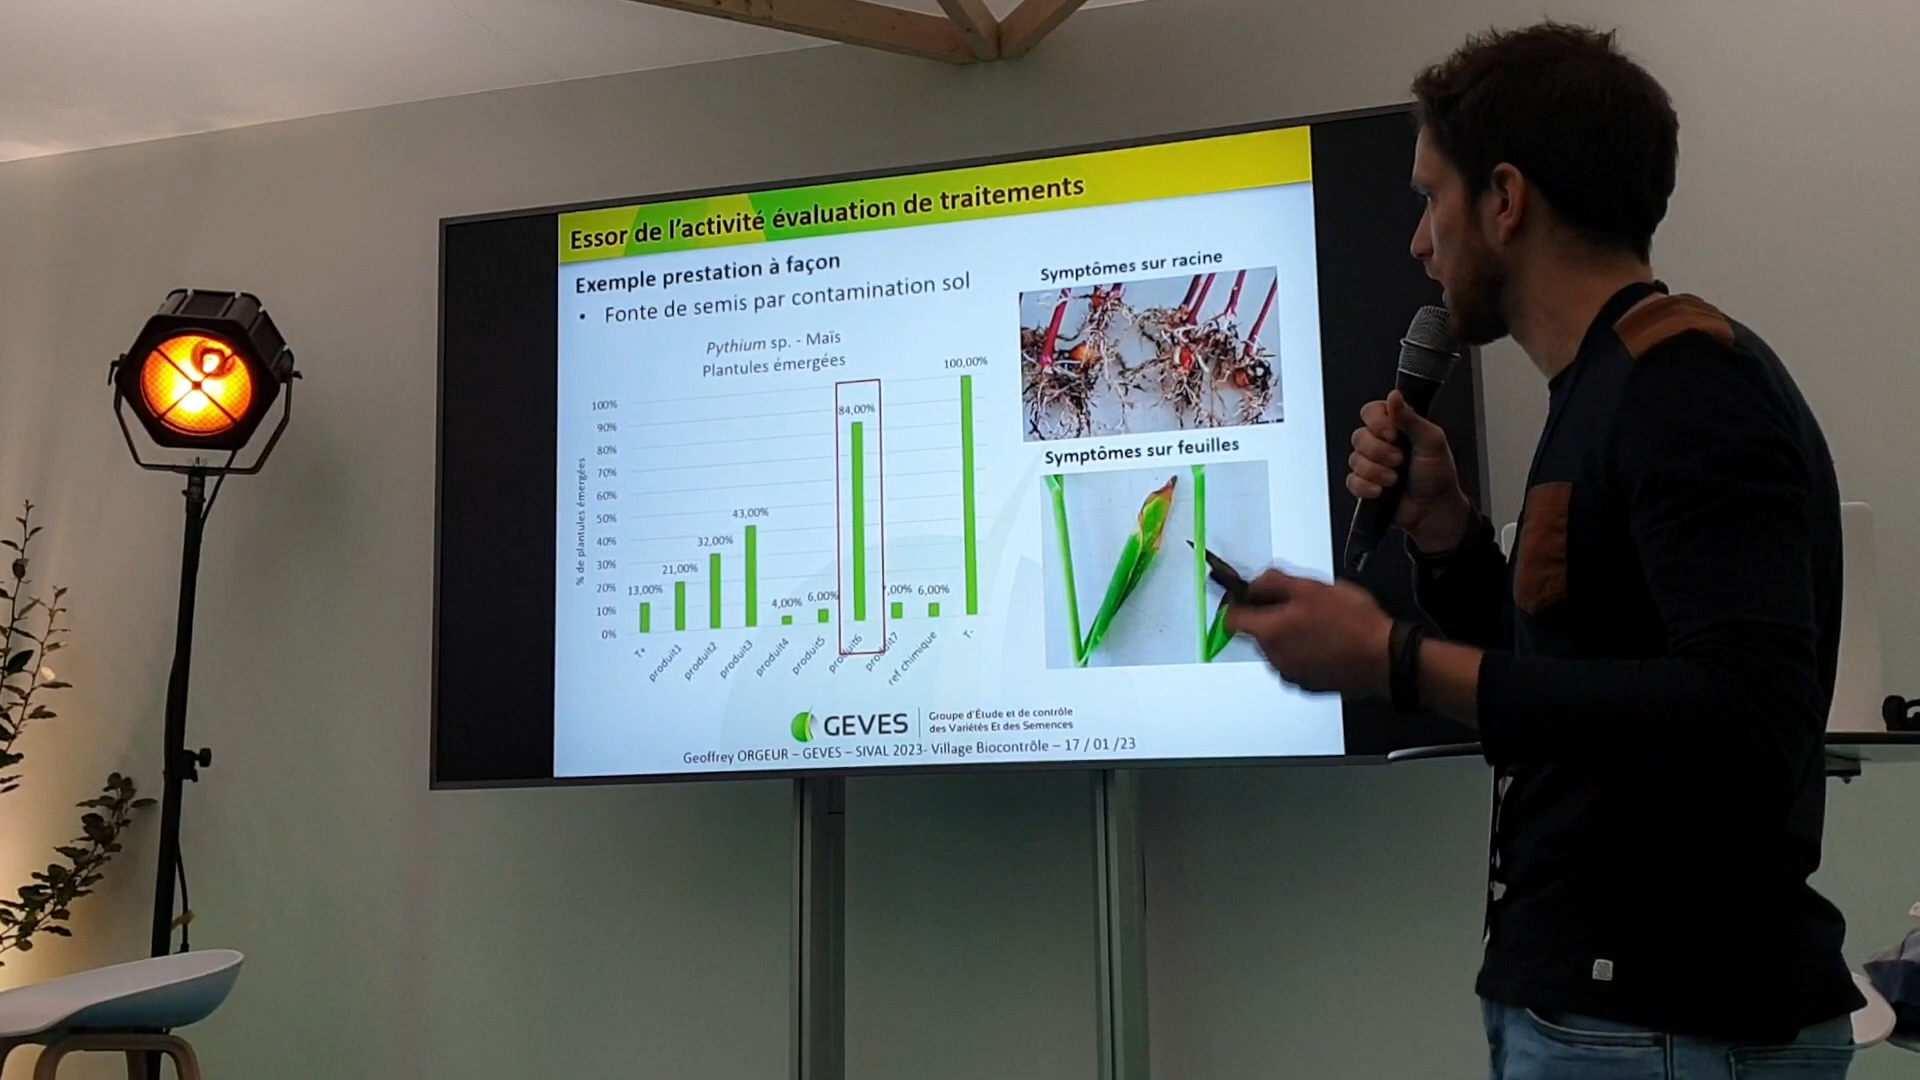 Essor de l'activité évaluation de traitements
Exemple prestation à façon
• Fonte de semis par contamination sol
Pythium sp. - Maïs
Plantules émergées
% de plantules émergées
100%
90%
80%
70%
60%
50%
40%
30%
20%
10%
0%
13,00%
21,00%
32,00%
43,00%
4,00%
6,00%
84,00%
,00%
6,00%
100,00%
T+
produit1
produit2
produit3
produit4
produit5
produit6
produit7
ref chimique
T-
Symptômes sur racine
Symptômes sur feuilles
GEVES
Groupe d'Étude et de contrôle
des Variétés Et des Semences
Geoffrey ORGEUR – GEVES – SIVAL 2023- Village Biocontrôle – 17 / 01 /23